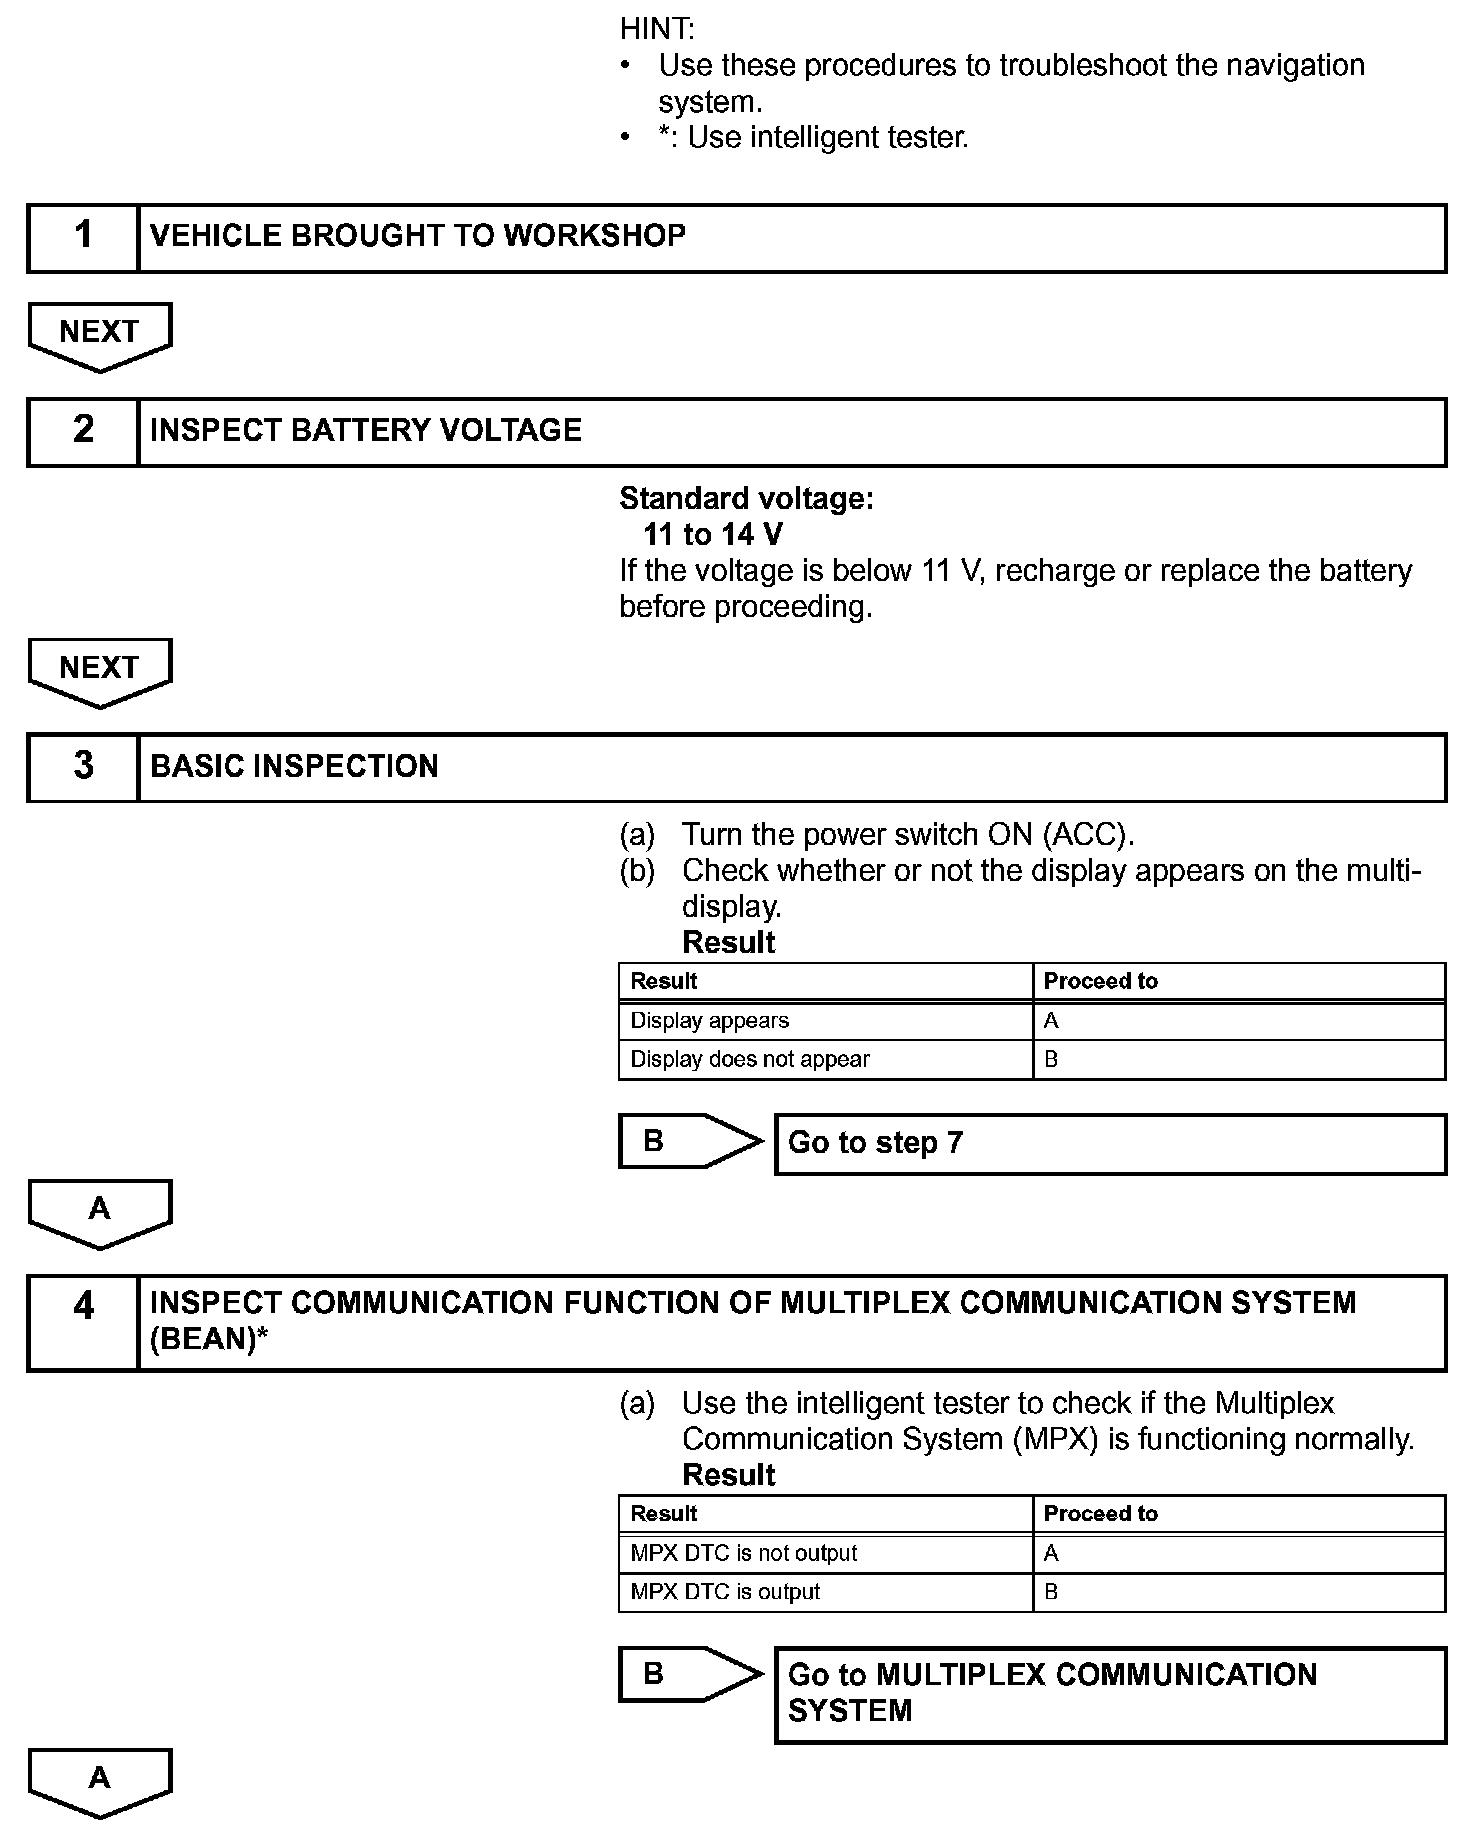 HINT:
• Use these procedures to troubleshoot the navigation
system.
• *: Use intelligent tester.
1 VEHICLE BROUGHT TO WORKSHOP
NEXT
2 INSPECT BATTERY VOLTAGE
Standard voltage:
11 to 14 V
If the voltage is below 11 V, recharge or replace the battery
before proceeding.
NEXT
3 BASIC INSPECTION
(a) Turn the power switch ON (ACC).
(b) Check whether or not the display appears on the multi-
display.
Result
Result Proceed to
Display appears A
Display does not appear B
B Go to step 7
A
4 INSPECT COMMUNICATION FUNCTION OF MULTIPLEX COMMUNICATION SYSTEM
(BEAN)*
(a) Use the intelligent tester to check if the Multiplex
Communication System (MPX) is functioning normally.
Result
Result Proceed to
MPX DTC is not output A
MPX DTC is output B
B Go to MULTIPLEX COMMUNICATION
SYSTEM
A